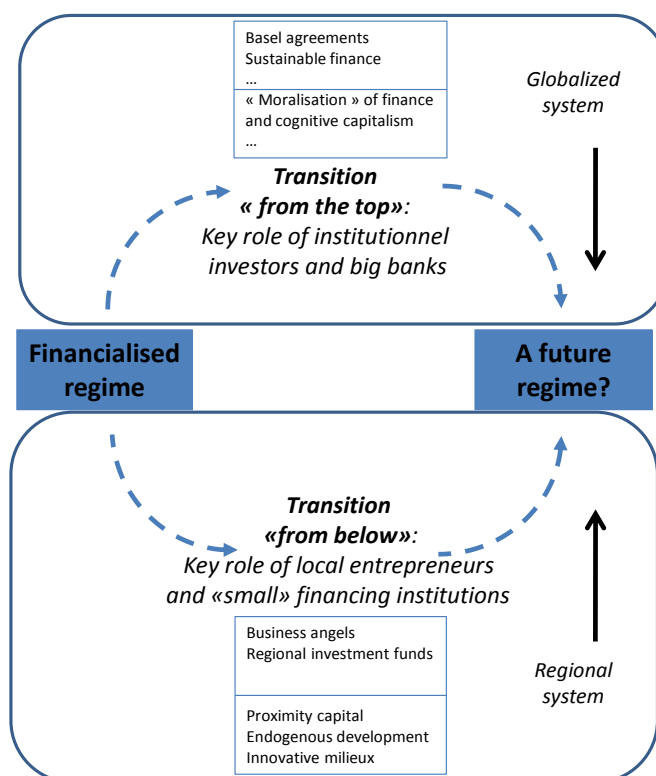 Basel agreements
Sustainable finance
…
« Moralisation » of finance
and cognitive capitalism
…
Globalized
system
Transition
« from the top»:
Key role of institutionnel
investors and big banks
Financialised
regime
A future
regime?
Transition
«from below»:
Key role of local entrepreneurs
and «small» financing institutions
Business angels
Regional investment funds
Proximity capital
Endogenous development
Innovative milieux
Regional
system